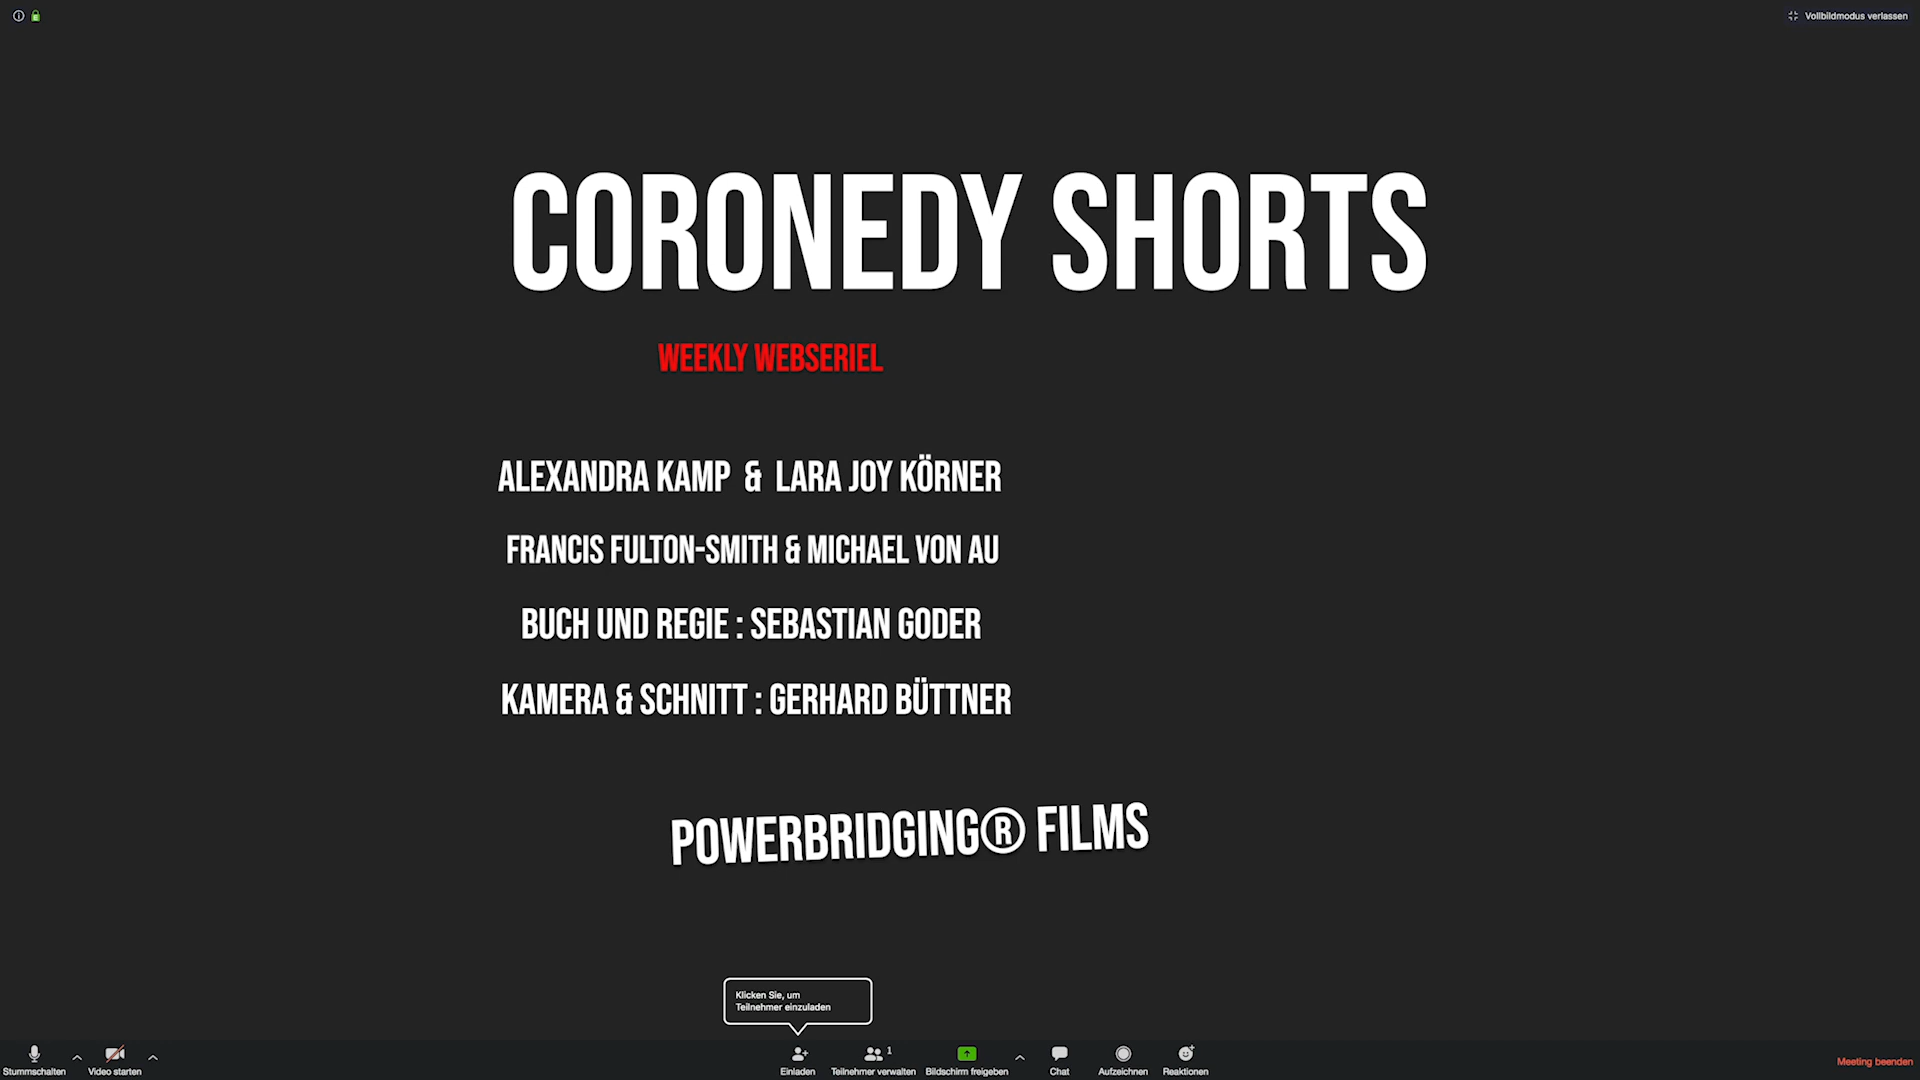 Vollbildmodus verlassen
CORONEDY SHORTS
WEEKLY WEBSERIEL
ALEXANDRA KAMP & LARA JOY KÖRNER
FRANCIS FULTON-SMITH & MICHAEL VON AU
BUCH UND REGIE : SEBASTIAN GODER
KAMERA & SCHNITT : GERHARD BÜTTNER
POWERBRIDGING® FILMS
Klicken Sie, um
Teilnehmer einzuladen
1
Stummschalten Video starten Einladen Teilnehmer verwalten Bildschirm freigeben Chat Aufzeichnen Reaktionen Meeting beenden